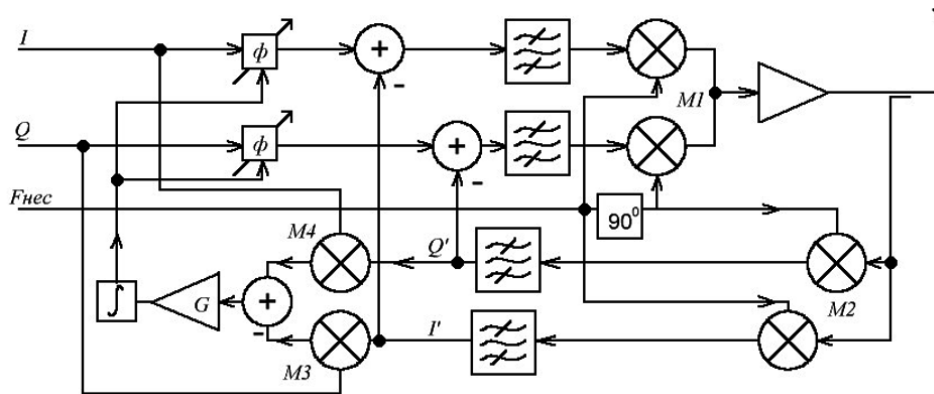 I
ϕ
+
-
M1
Q
ϕ
+
-
Fнес
90⁰
M4
Q'
+
-
G
∫
M2
I'
M3